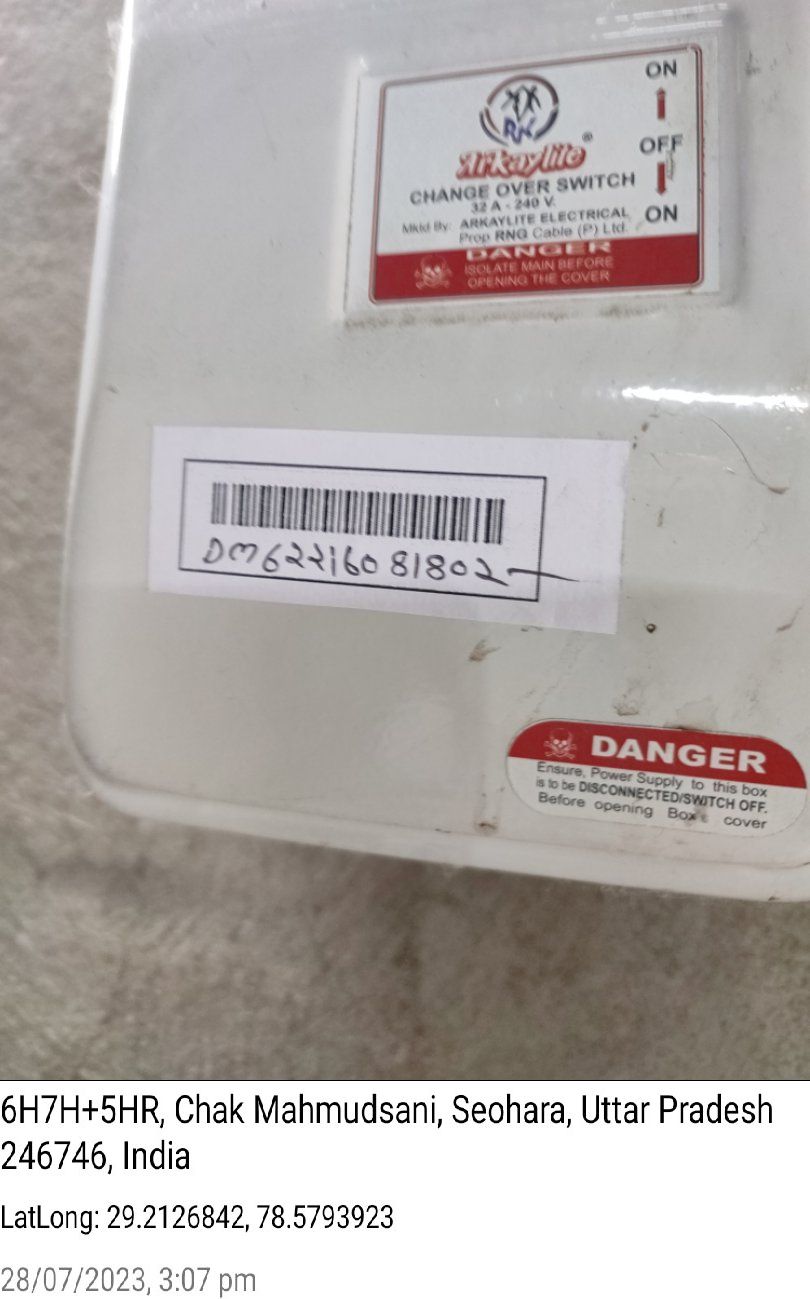 ON
RK
Arkaylite®
OFF
CHANGE OVER SWITCH
32 A - 240 V.
Mktd By: ARKAYLITE ELECTRICAL
Prop RNG Cable (P) Ltd.
ON
DANGER
ISOLATE MAIN BEFORE
OPENING THE COVER
DM62216081802
DANGER
Ensure, Power Supply to this box
is to be DISCONNECTED/SWITCH OFF.
Before opening Box cover
6H7H+5HR, Chak Mahmudsani, Seohara, Uttar Pradesh
246746, India
LatLong: 29.2126842, 78.5793923
28/07/2023, 3:07 pm